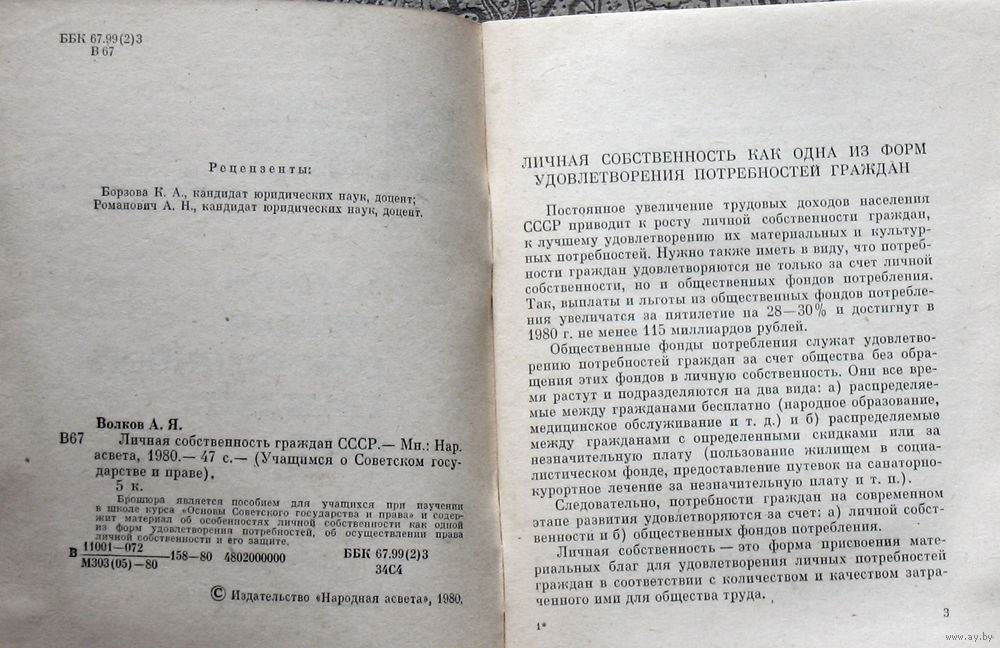 ББК 67.99(2)3
В 67
Рецензенты:
Борзова К. А., кандидат юридических наук, доцент;
Романович А. Н., кандидат юридических наук, доцент.
Волков А. Я.
В67 Личная собственность граждан СССР.— Мн.: Нар.
асвета, 1980.— 47 с.— (Учащимся о Советском госу-
дарстве и праве).
5 к.
Брошюра является пособием для учащихся при изучении
в школе курса «Основы Советского государства и права» и содер-
жит материал об особенностях личной собственности как одной
из форм удовлетворения потребностей, об осуществлении права
личной собственности и его защите.
В 11001—072
М303(05)—80 158—80 4802000000 ББК 67.99(2)3
34С4
© Издательство «Народная асвета», 1980.
ЛИЧНАЯ СОБСТВЕННОСТЬ КАК ОДНА ИЗ ФОРМ
УДОВЛЕТВОРЕНИЯ ПОТРЕБНОСТЕЙ ГРАЖДАН
Постоянное увеличение трудовых доходов населения
СССР приводит к росту личной собственности граждан,
к лучшему удовлетворению их материальных и культур-
ных потребностей. Нужно также иметь в виду, что потреб-
ности граждан удовлетворяются не только за счет личной
собственности, но и общественных фондов потребления.
Так, выплаты и льготы из общественных фондов потребле-
ния увеличатся за пятилетие на 28—30% и достигнут в
1980 г. не менее 115 миллиардов рублей.
Общественные фонды потребления служат удовлетво-
рению потребностей граждан за счет общества без обра-
щения этих фондов в личную собственность. Они все вре-
мя растут и подразделяются на два вида: а) распределяе-
мые между гражданами бесплатно (народное образование,
медицинское обслуживание и т. д.) и б) распределяемые
между гражданами с определенными скидками или за
незначительную плату (пользование жилищем в социа-
листическом фонде, предоставление путевок на санаторно-
курортное лечение за незначительную плату и т. п.).
Следовательно, потребности граждан на современном
этапе развития удовлетворяются за счет: а) личной собст-
венности и б) общественных фондов потребления.
Личная собственность — это форма присвоения мате-
риальных благ для удовлетворения личных потребностей
граждан в соответствии с количеством и качеством затра-
ченного ими для общества труда.
1*
3
www.ay.by